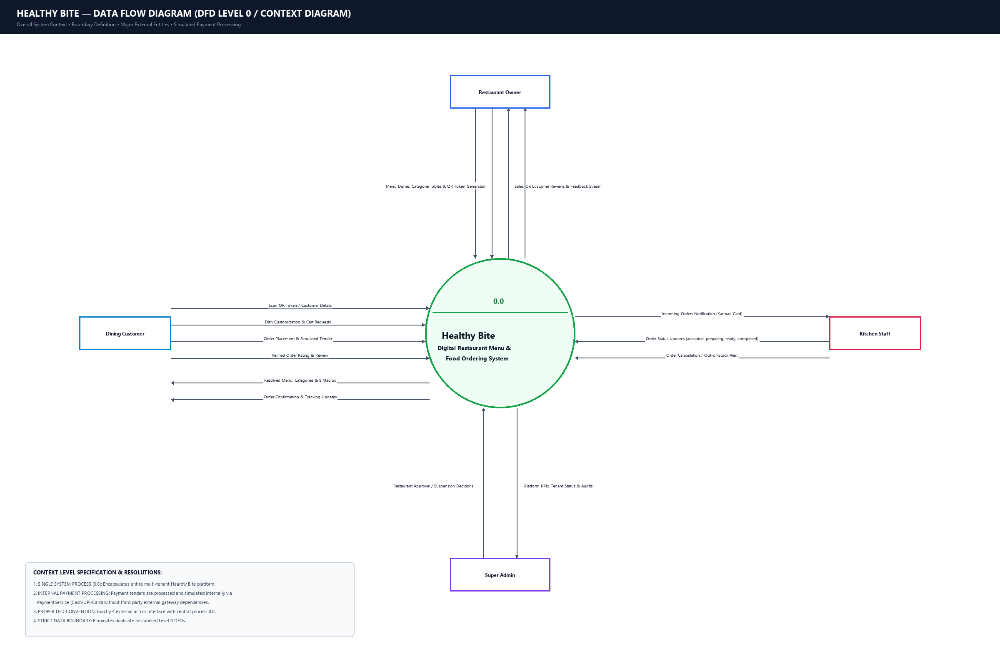 HEALTHY BITE — DATA FLOW DIAGRAM (DFD LEVEL 0 / CONTEXT DIAGRAM)
Overall System Context • Boundary Definition • Major External Entities • Simulated Payment Processing
Restaurant Owner
Menu Dishes, Categorie Tables & QR Token Generation
Sales, Or Customer Reviews & Feedback Stream
0.0
Healthy Bite
Digital Restaurant Menu &
Food Ordering System
Dining Customer
Scan QR Token / Customer Details
Dish Customization & Cart Requests
Order Placement & Simulated Tender
Verified Order Rating & Review
Resolved Menu, Categories & 8 Macros
Order Confirmation & Tracking Updates
Incoming Orders Notification (Kanban Card)
Order Status Updates (accepted, preparing, ready, completed)
Order Cancellation / Out-of-Stock Alert
Kitchen Staff
Restaurant Approval / Suspension Decisions
Platform KPIs, Tenant Status & Audits
Super Admin
CONTEXT LEVEL SPECIFICATION & RESOLUTIONS:
1. SINGLE SYSTEM PROCESS (0.0): Encapsulates entire multi-tenant Healthy Bite platform.
2. INTERNAL PAYMENT PROCESSING: Payment tenders are processed and simulated internally via
PaymentService (Cash/UPI/Card) without third-party external gateway dependencies.
3. PROPER DFD CONVENTION: Exactly 4 external actors interface with central process 0.0.
4. STRICT DATA BOUNDARY: Eliminates duplicate mislabeled Level 0 DFDs.